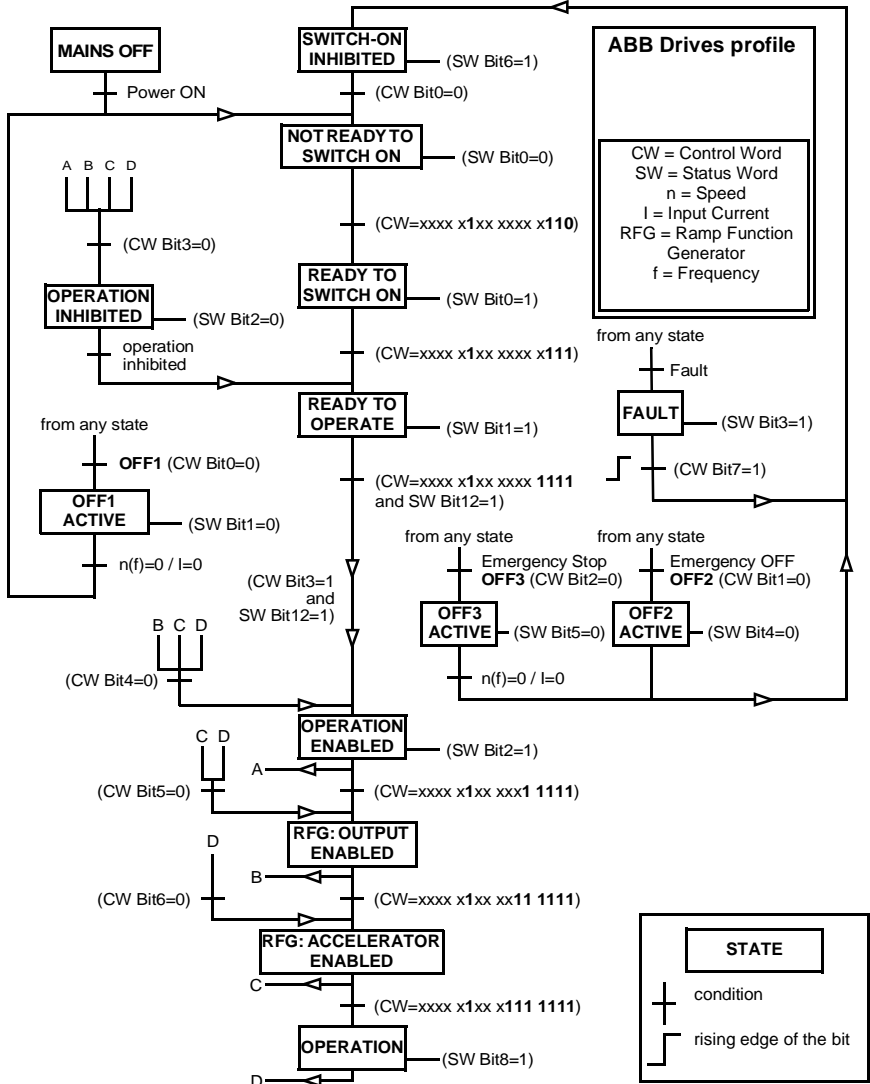 MAINS OFF
Power ON
SWITCH-ON
INHIBITED
(SW Bit6=1)
(CW Bit0=0)
NOT READY TO
SWITCH ON
(SW Bit0=0)
(CW=xxxx x1xx xxxx x110)
READY TO
SWITCH ON
(SW Bit0=1)
(CW=xxxx x1xx xxxx x111)
READY TO
OPERATE
(SW Bit1=1)
(CW=xxxx x1xx xxxx 1111
and SW Bit12=1)
ABB Drives profile
CW = Control Word
SW = Status Word
n = Speed
I = Input Current
RFG = Ramp Function
Generator
f = Frequency
A B C D
(CW Bit3=0)
OPERATION
INHIBITED
(SW Bit2=0)
operation
inhibited
from any state
OFF1 (CW Bit0=0)
OFF1
ACTIVE
(SW Bit1=0)
n(f)=0 / I=0
from any state
Fault
FAULT
(SW Bit3=1)
(CW Bit7=1)
from any state
Emergency Stop
OFF3 (CW Bit2=0)
OFF3
ACTIVE
(SW Bit5=0)
n(f)=0 / I=0
from any state
Emergency OFF
OFF2 (CW Bit1=0)
OFF2
ACTIVE
(SW Bit4=0)
(CW Bit3=1
and
SW Bit12=1)
B C D
(CW Bit4=0)
OPERATION
ENABLED
(SW Bit2=1)
A
(CW=xxxx x1xx xxx1 1111)
C D
(CW Bit5=0)
RFG: OUTPUT
ENABLED
B
(CW=xxxx x1xx xx11 1111)
D
(CW Bit6=0)
RFG: ACCELERATOR
ENABLED
C
(CW=xxxx x1xx x111 1111)
OPERATION
(SW Bit8=1)
D
STATE
condition
rising edge of the bit